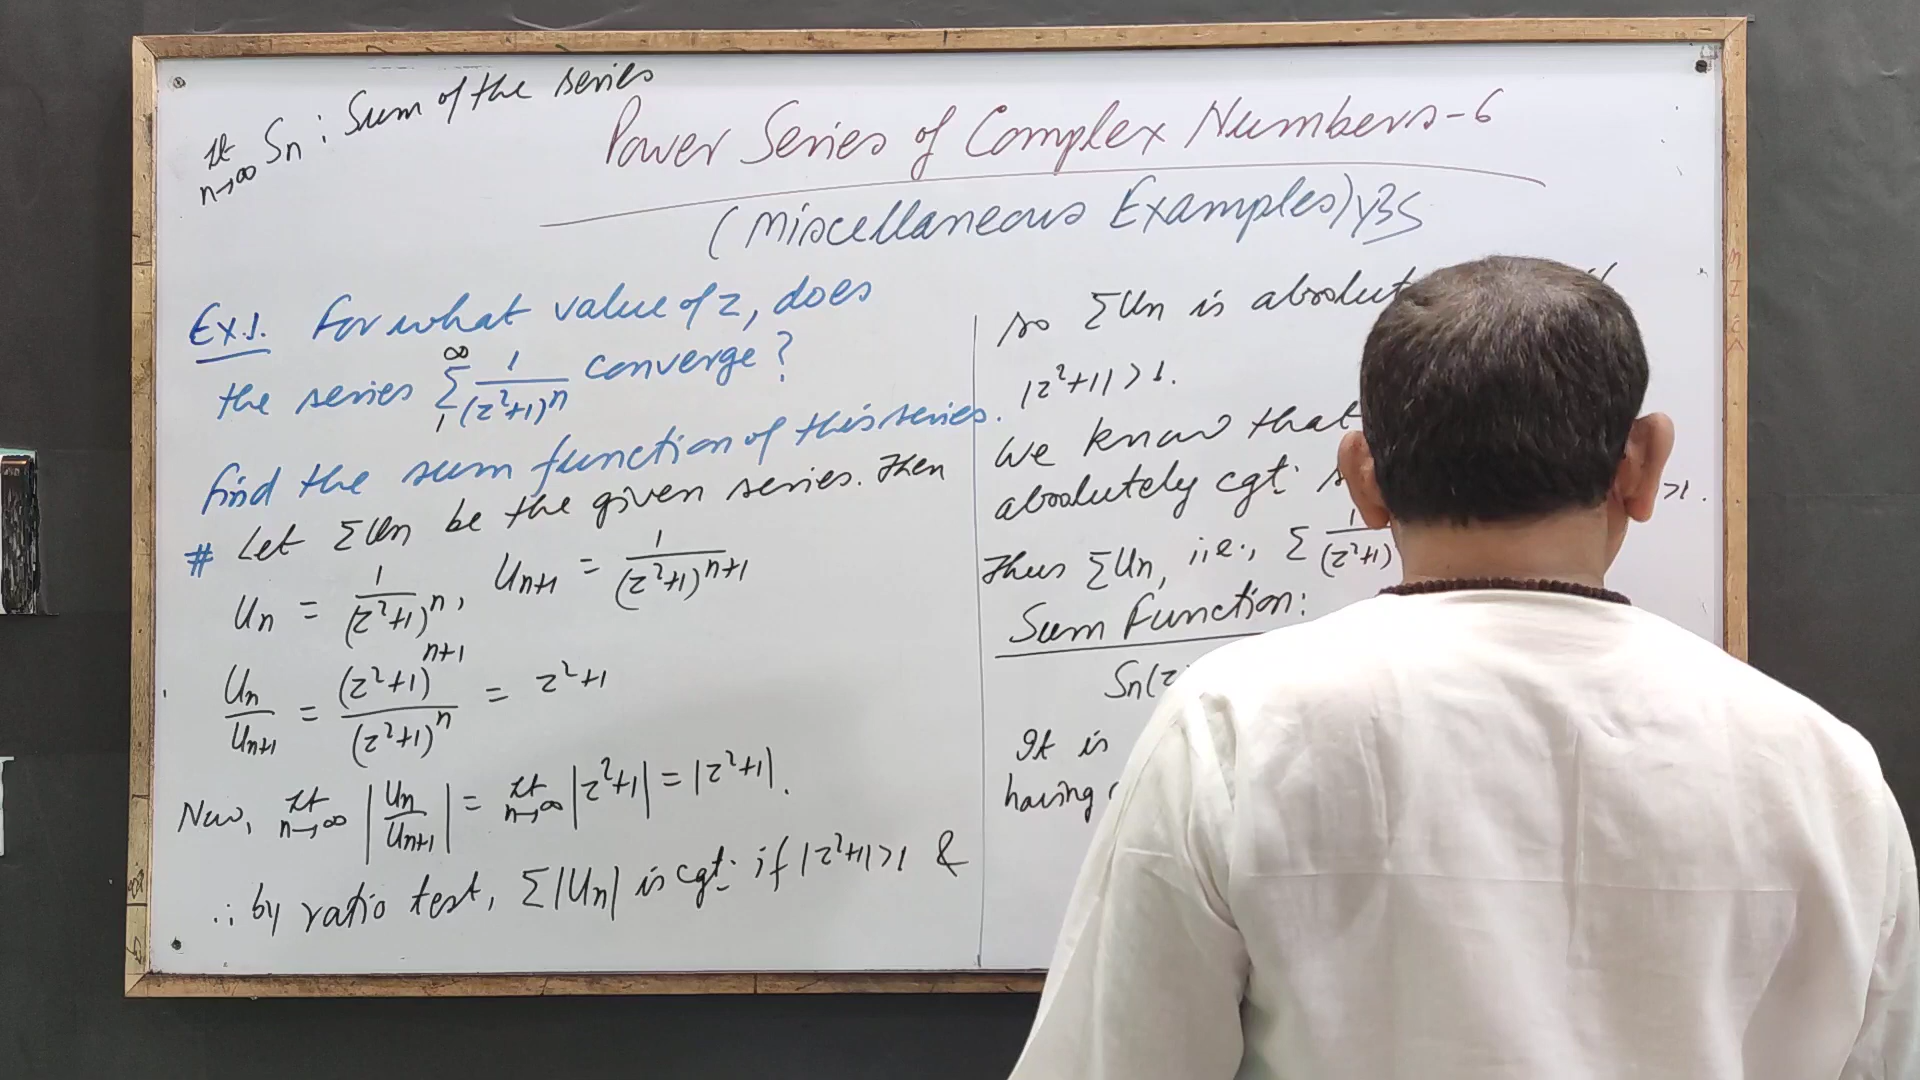 lt n→∞ Sn : Sum of the series
Power Series of Complex Numbers-6
(Miscellaneous Examples) YBS
Ex.1. For what value of z, does
the series ∞ Σ 1 1/(z²+1)^n converge?
find the sum function of this series.
# Let ΣUn be the given series. Then
Un = 1/(z²+1)^n, Un+1 = 1/(z²+1)^n+1
Un/Un+1 = (z²+1)^n+1/(z²+1)^n = z²+1
Now, lt n→∞ |Un/Un+1| = lt n→∞ |z²+1| = |z²+1|.
∴ by ratio test, Σ|Un| is cgt. if |z²+1|>1 &
so ΣUn is
|z²+1| > 1.
We know that
absolutely cgt. >1.
Thus ΣUn, i.e., Σ 1/(z²+1)
Sum Function:
Sn(z
It is
having